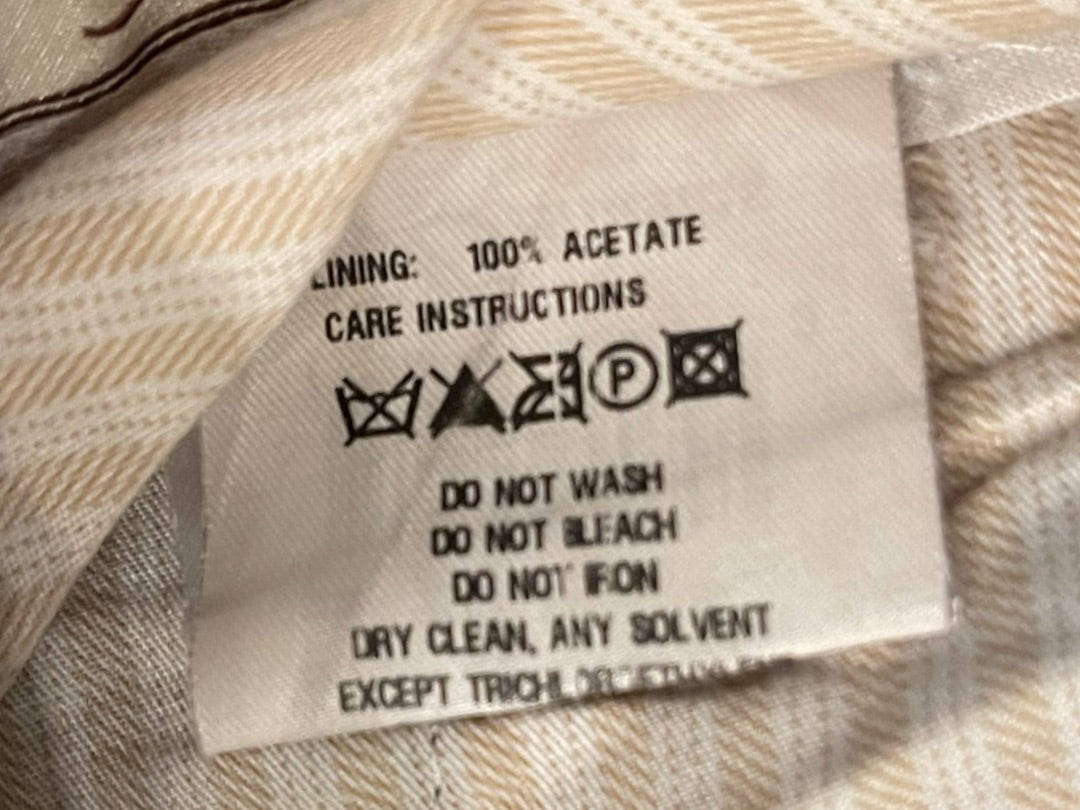 LINING: 100% ACETATE
CARE INSTRUCTIONS
P
DO NOT WASH
DO NOT BLEACH
DO NOT IRON
DRY CLEAN, ANY SOLVENT
EXCEPT TRICHLOROETHYLENE